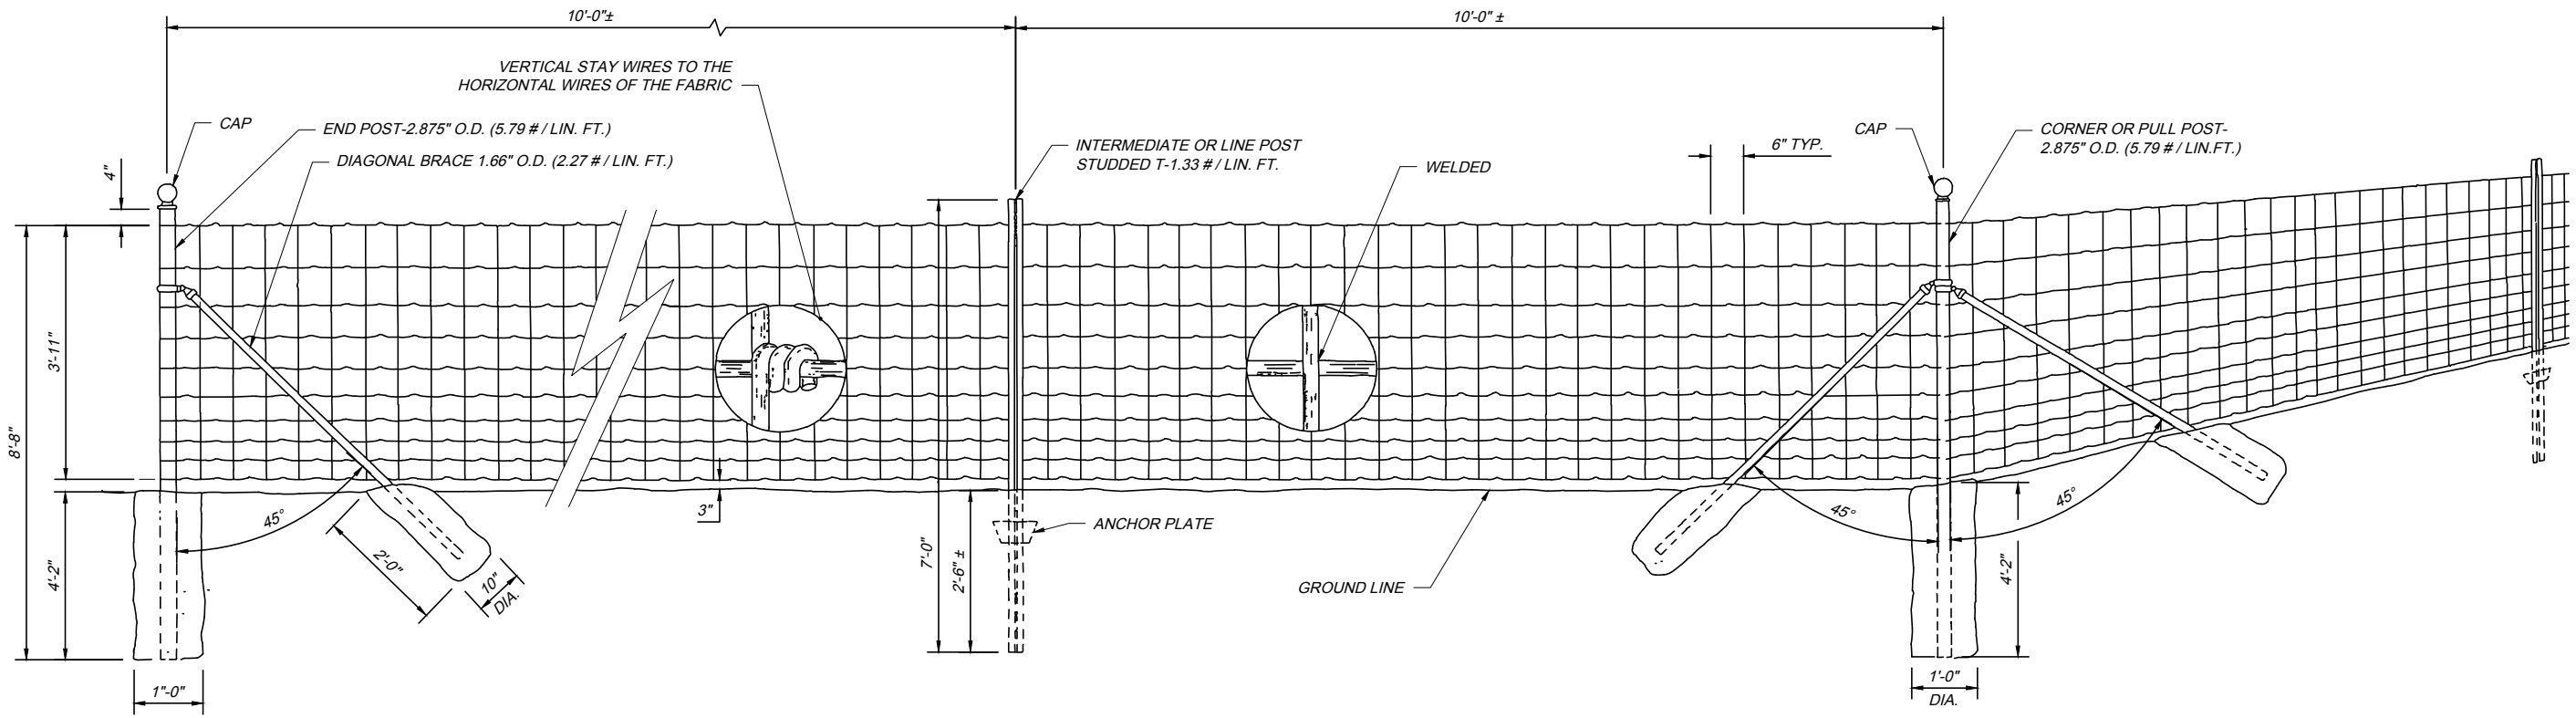 10'-0"±
10'-0" ±
VERTICAL STAY WIRES TO THE
HORIZONTAL WIRES OF THE FABRIC
CAP
END POST-2.875" O.D. (5.79 # / LIN. FT.)
DIAGONAL BRACE 1.66" O.D. (2.27 # / LIN. FT.)
4"
INTERMEDIATE OR LINE POST
STUDDED T-1.33 # / LIN. FT.
WELDED
6" TYP.
CAP
CORNER OR PULL POST-
2.875" O.D. (5.79 # / LIN.FT.)
3'-11"
8'-8"
4'-2"
45°
2'-0"
10"
DIA.
3"
7'-0"
2'-6" ±
ANCHOR PLATE
GROUND LINE
45°
45°
4'-2"
1"-0"
1'-0"
DIA.